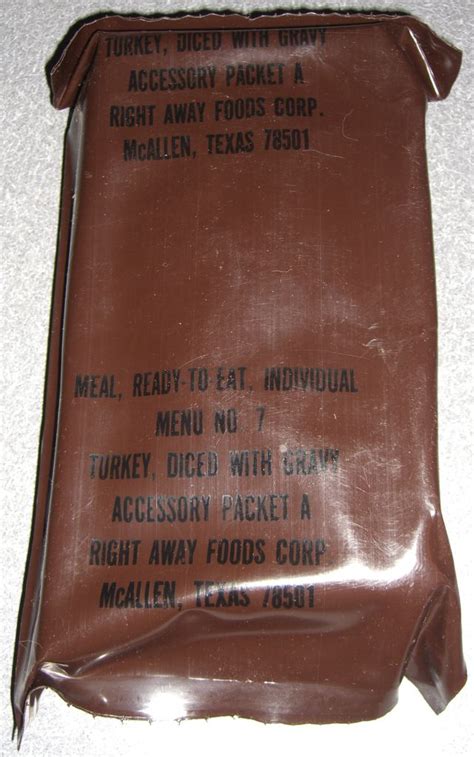 TURKEY, DICED WITH GRAVY
ACCESSORY PACKET A
RIGHT AWAY FOODS CORP.
McALLEN, TEXAS 78501
MEAL, READY-TO-EAT, INDIVIDUAL
MENU NO. 7
TURKEY, DICED WITH GRAVY
ACCESSORY PACKET A
RIGHT AWAY FOODS CORP
McALLEN, TEXAS 78501